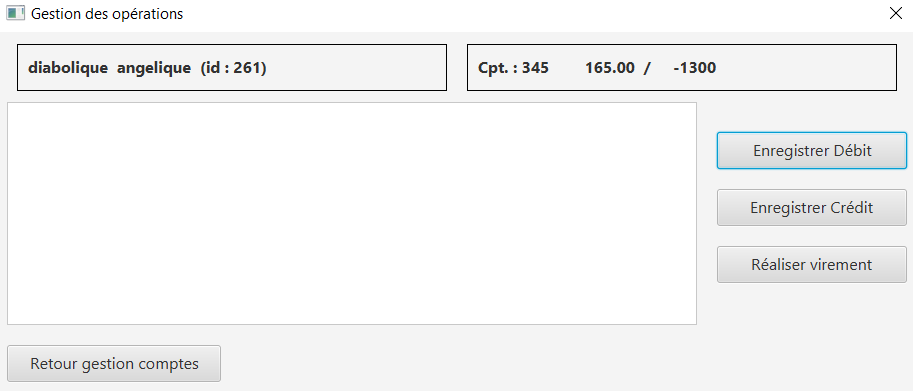 Gestion des opérations
diabolique angelique (id : 261)
Cpt. : 345 165.00 / -1300
Enregistrer Débit
Enregistrer Crédit
Réaliser virement
Retour gestion comptes